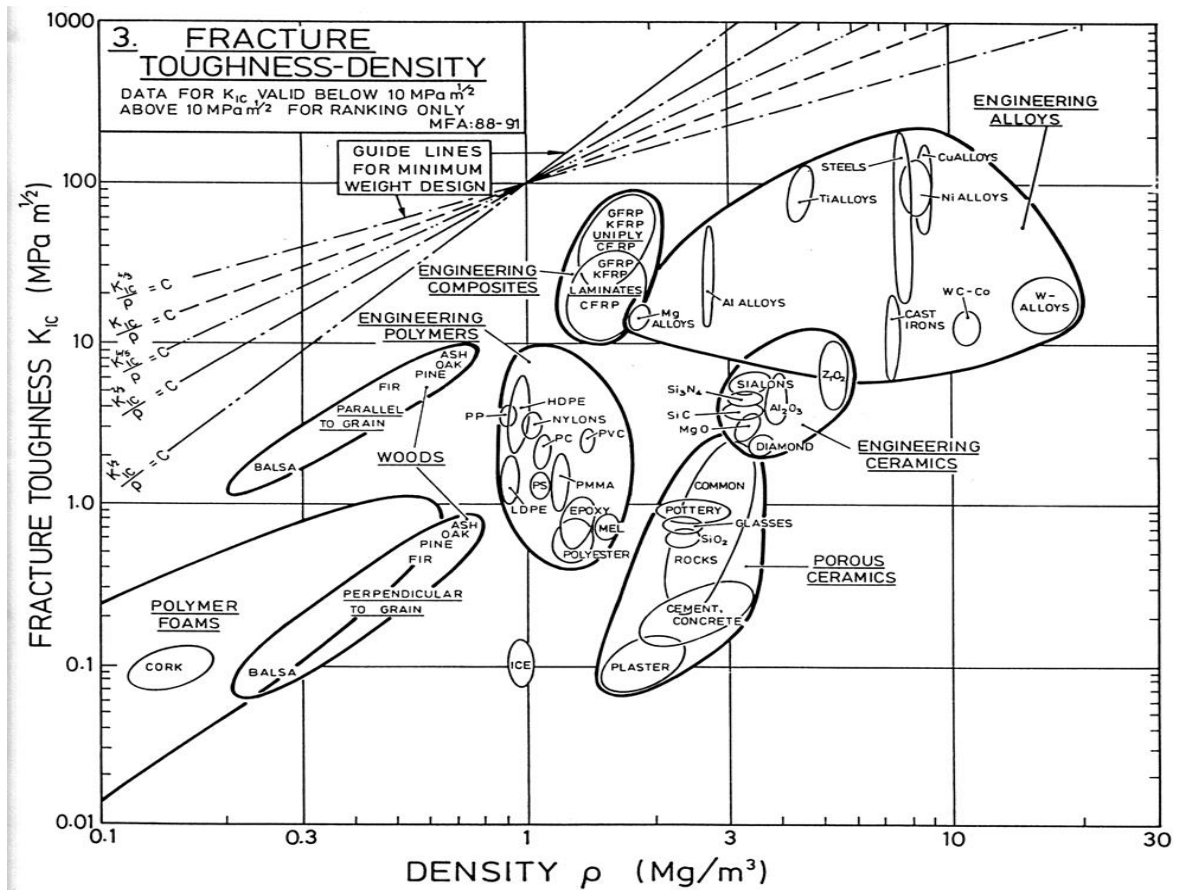 3. FRACTURE
TOUGHNESS-DENSITY
DATA FOR K_IC VALID BELOW 10 MPa m^1/2
ABOVE 10 MPa m^1/2 FOR RANKING ONLY
MFA:88-91
GUIDE LINES
FOR MINIMUM
WEIGHT DESIGN
ENGINEERING
ALLOYS
STEELS
Cu ALLOYS
Ti ALLOYS
Ni ALLOYS
GFRP
KFRP
UNIPLY
CFRP
GFRP
KFRP
LAMINATES
CFRP
ENGINEERING
COMPOSITES
Mg
ALLOYS
Al ALLOYS
WC-Co
W-
ALLOYS
CAST
IRONS
ENGINEERING
POLYMERS
K_IC/ρ = C
ASH
OAK
PINE
FIR
PARALLEL
TO GRAIN
BALSA
WOODS
PP
HDPE
NYLONS
PC
PVC
PS
PMMA
LDPE
EPOXY
MEL
POLYESTER
ZrO2
SIALONS
Si3N4
SiC
Al2O3
MgO
DIAMOND
ENGINEERING
CERAMICS
COMMON
POTTERY
GLASSES
SiO2
ROCKS
POROUS
CERAMICS
CEMENT,
CONCRETE
PLASTER
ASH
OAK
PINE
FIR
PERPENDICULAR
TO GRAIN
BALSA
POLYMER
FOAMS
CORK
ICE
FRACTURE TOUGHNESS K_IC (MPa m^1/2)
1000
100
10
1.0
0.1
0.01
0.1
0.3
1
3
10
30
DENSITY ρ (Mg/m³)